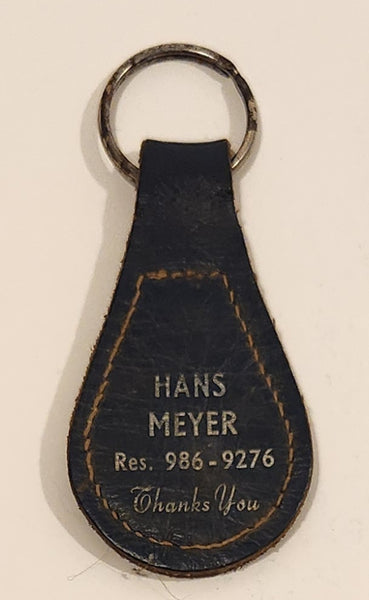 HANS
MEYER
Res. 986-9276
Thanks You